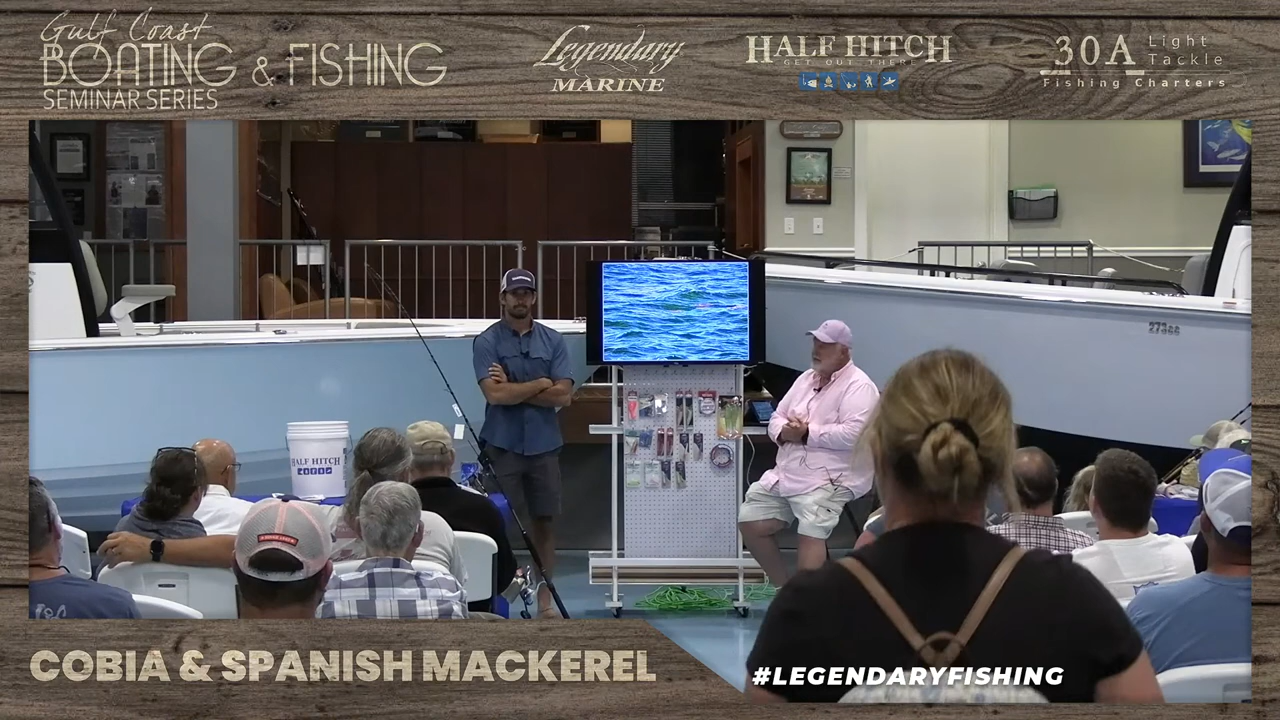 Gulf Coast
BOATING & FISHING
SEMINAR SERIES
Legendary
MARINE
HALF HITCH
GET OUT THERE
30A Light Tackle
Fishing Charters
273cc
HALF HITCH
COBIA & SPANISH MACKEREL
#LEGENDARYFISHING